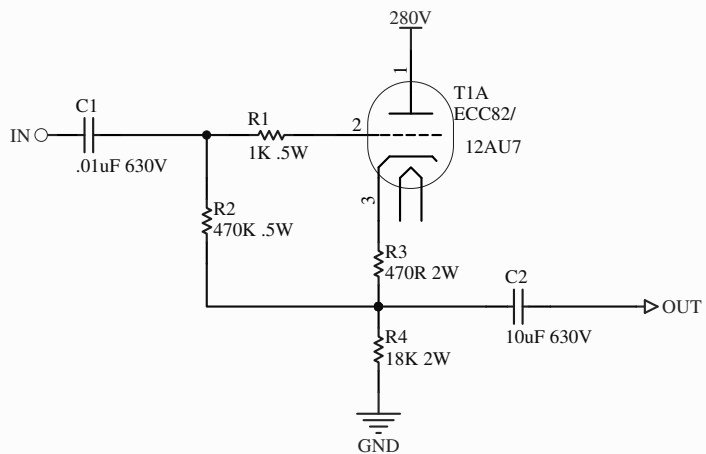 280V
1
T1A
ECC82/
12AU7
C1
IN
.01uF 630V
R1
1K .5W
2
3
R2
470K .5W
R3
470R 2W
C2
10uF 630V
OUT
R4
18K 2W
GND